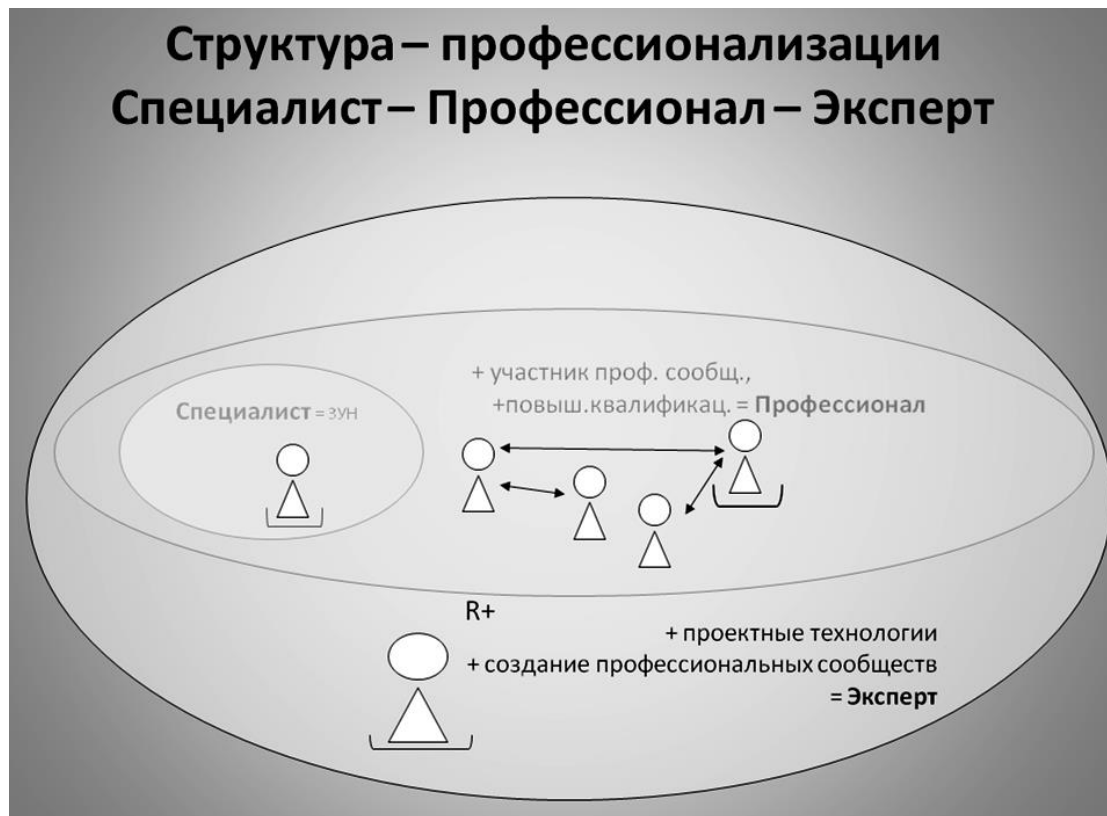 Структура – профессионализации
Специалист – Профессионал – Эксперт
+ участник проф. сообщ.,
+повыш.квалификац. = Профессионал
Специалист = ЗУН
R+
+ проектные технологии
+ создание профессиональных сообществ
= Эксперт